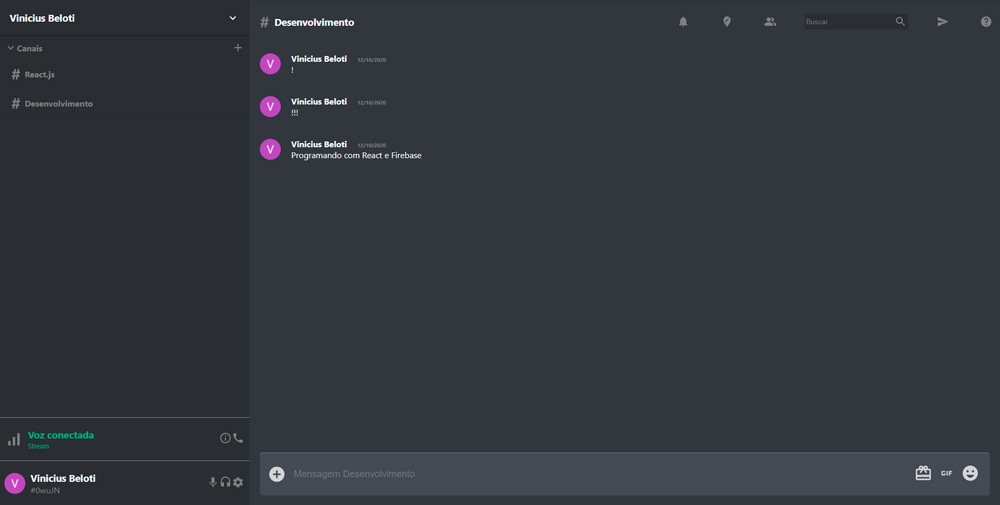 Vinicius Beloti
Canais
# React.js
# Desenvolvimento
Voz conectada
Stream
V
Vinicius Beloti
#0wuJN
# Desenvolvimento
Buscar
V
Vinicius Beloti 12/10/2020
!
V
Vinicius Beloti 12/10/2020
!!!
V
Vinicius Beloti 12/10/2020
Programando com React e Firebase
Mensagem Desenvolvimento
GIF